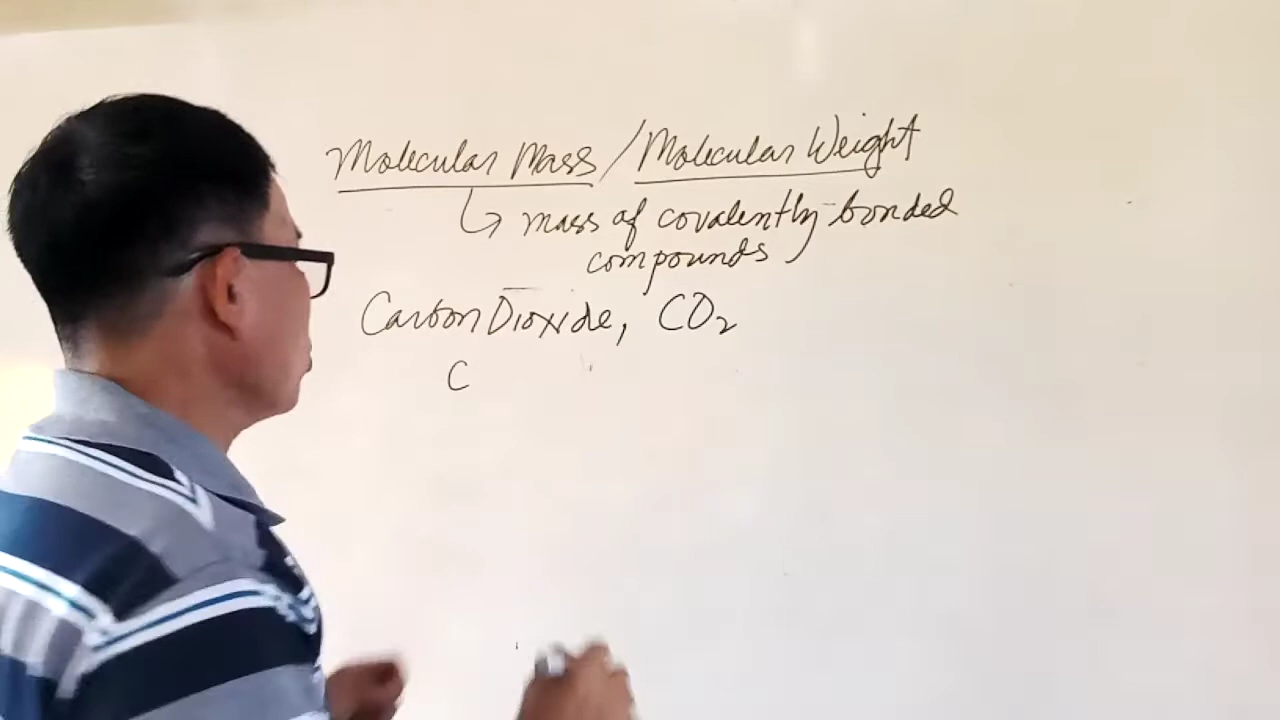 Molecular Mass / Molecular Weight
↳ mass of covalently-bonded
compounds
Carbon Dioxide, CO₂
C